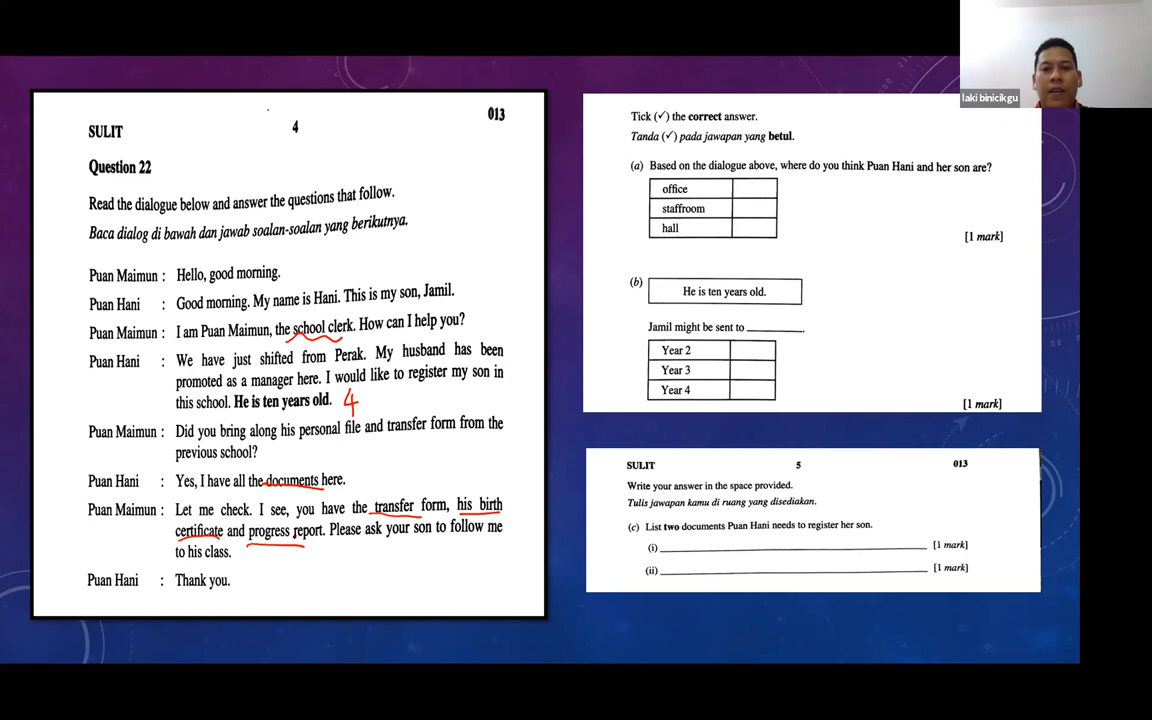 SULIT
4
013
Question 22
Read the dialogue below and answer the questions that follow.
Baca dialog di bawah dan jawab soalan-soalan yang berikutnya.
Puan Maimun : Hello, good morning.
Puan Hani : Good morning. My name is Hani. This is my son, Jamil.
Puan Maimun : I am Puan Maimun, the school clerk. How can I help you?
Puan Hani : We have just shifted from Perak. My husband has been
promoted as a manager here. I would like to register my son in
this school. He is ten years old. 4
Puan Maimun : Did you bring along his personal file and transfer form from the
previous school?
Puan Hani : Yes, I have all the documents here.
Puan Maimun : Let me check. I see, you have the transfer form, his birth
certificate and progress report. Please ask your son to follow me
to his class.
Puan Hani : Thank you.
Tick (✓) the correct answer.
Tanda (✓) pada jawapan yang betul.
(a) Based on the dialogue above, where do you think Puan Hani and her son are?
office
staffroom
hall
[1 mark]
(b) He is ten years old.
Jamil might be sent to ________.
Year 2
Year 3
Year 4
[1 mark]
SULIT
5
013
Write your answer in the space provided.
Tulis jawapan kamu di ruang yang disediakan.
(c) List two documents Puan Hani needs to register her son.
(i) ________ [1 mark]
(ii) ________ [1 mark]
laki binicikgu